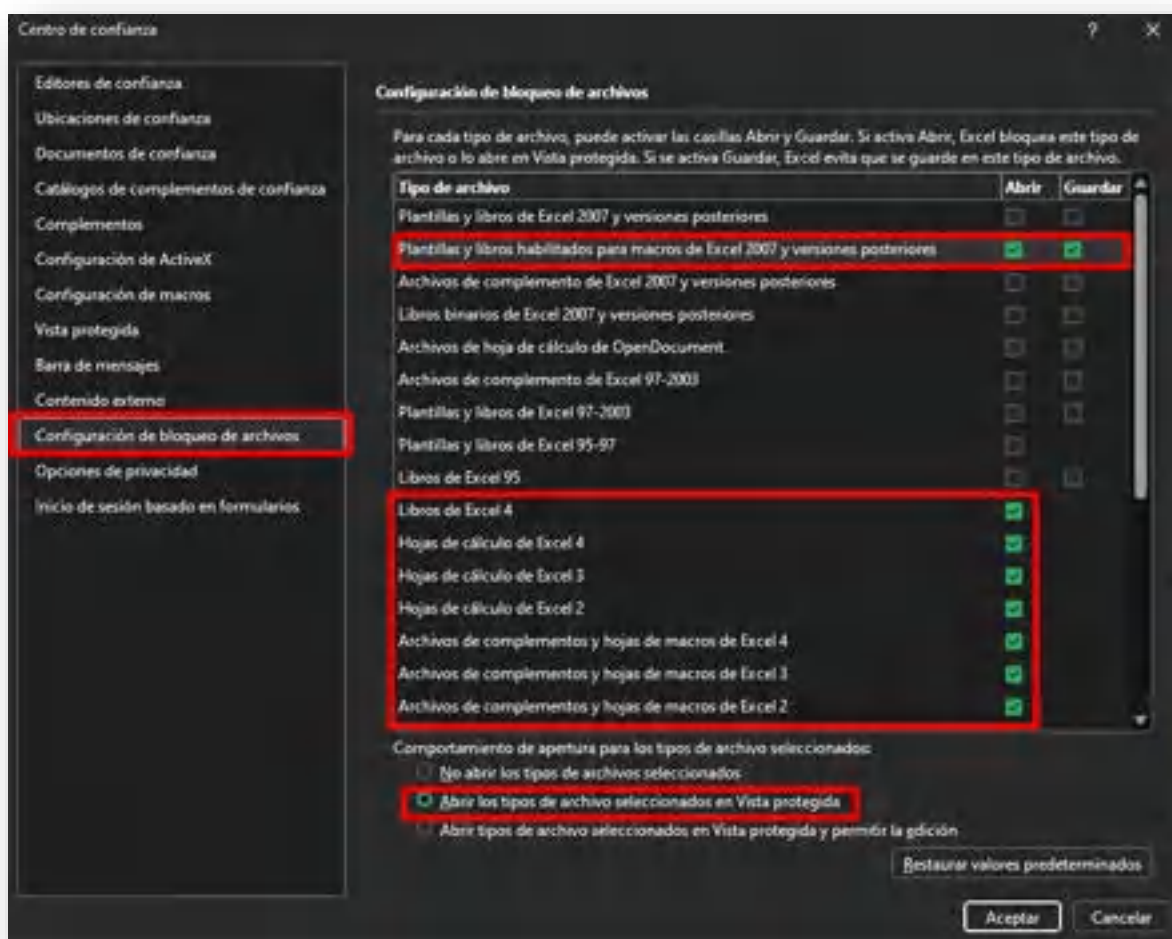 Centro de confianza
?
Editores de confianza
Ubicaciones de confianza
Documentos de confianza
Catálogos de complementos de confianza
Complementos
Configuración de ActiveX
Configuración de macros
Vista protegida
Barra de mensajes
Contenido externo
Configuración de bloqueo de archivos
Opciones de privacidad
Inicio de sesión basado en formularios
Configuración de bloqueo de archivos
Para cada tipo de archivo, puede activar las casillas Abrir y Guardar. Si activa Abrir, Excel bloquea este tipo de
archivo o lo abre en Vista protegida. Si se activa Guardar, Excel evita que se guarde en este tipo de archivo.
Tipo de archivo Abrir Guardar
Plantillas y libros de Excel 2007 y versiones posteriores
Plantillas y libros habilitados para macros de Excel 2007 y versiones posteriores
Archivos de complemento de Excel 2007 y versiones posteriores
Libros binarios de Excel 2007 y versiones posteriores
Archivos de hoja de cálculo de OpenDocument
Archivos de complemento de Excel 97-2003
Plantillas y libros de Excel 97-2003
Plantillas y libros de Excel 95-97
Libros de Excel 95
Libros de Excel 4
Hojas de cálculo de Excel 4
Hojas de cálculo de Excel 3
Hojas de cálculo de Excel 2
Archivos de complementos y hojas de macros de Excel 4
Archivos de complementos y hojas de macros de Excel 3
Archivos de complementos y hojas de macros de Excel 2
Comportamiento de apertura para los tipos de archivo seleccionados:
No abrir los tipos de archivos seleccionados
Abrir los tipos de archivo seleccionados en Vista protegida
Abrir tipos de archivo seleccionados en Vista protegida y permitir la edición
Restaurar valores predeterminados
Aceptar Cancelar